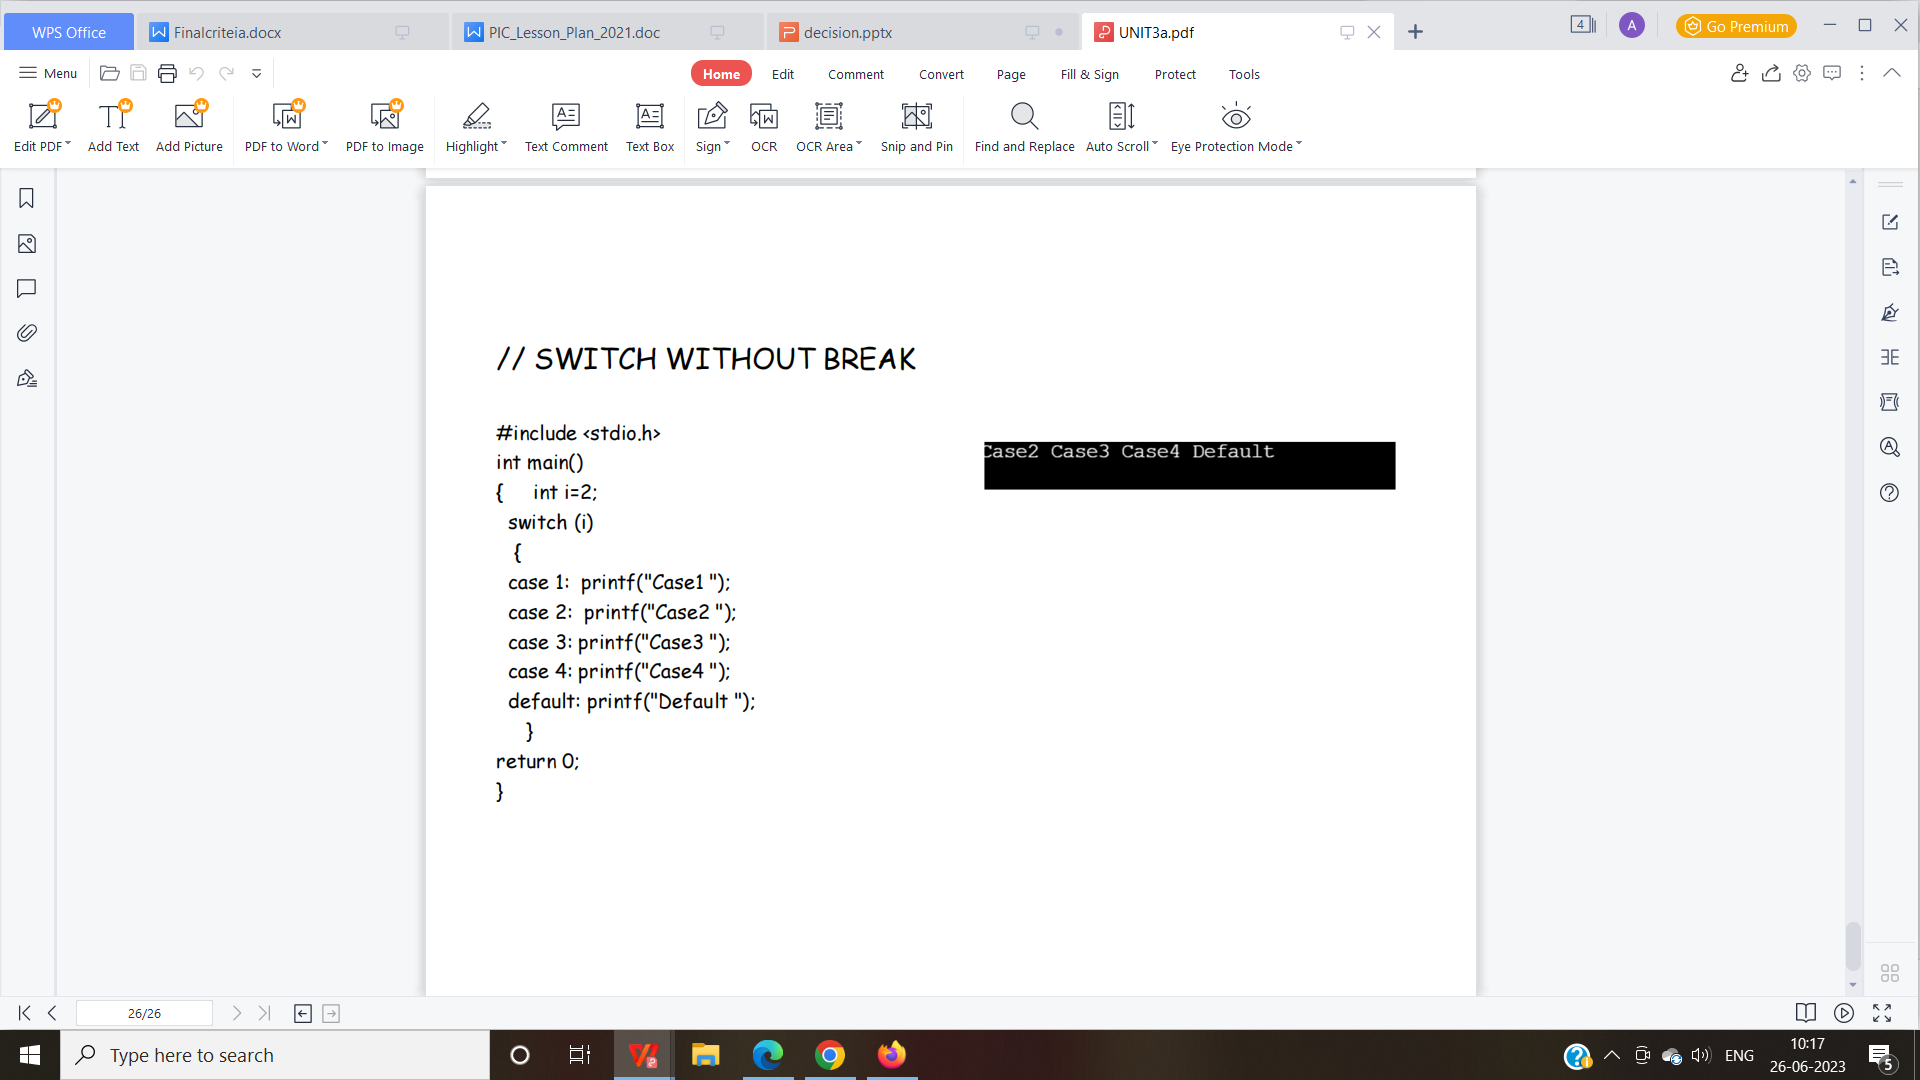 WPS Office
Finalcriteia.docx
PIC_Lesson_Plan_2021.doc
decision.pptx
UNIT3a.pdf
4
A
Go Premium
Menu
Home
Edit
Comment
Convert
Page
Fill & Sign
Protect
Tools
Edit PDF
Add Text
Add Picture
PDF to Word
PDF to Image
Highlight
Text Comment
Text Box
Sign
OCR
OCR Area
Snip and Pin
Find and Replace
Auto Scroll
Eye Protection Mode
// SWITCH WITHOUT BREAK
#include <stdio.h>
int main()
{ int i=2;
switch (i)
{
case 1: printf("Case1 ");
case 2: printf("Case2 ");
case 3: printf("Case3 ");
case 4: printf("Case4 ");
default: printf("Default ");
}
return 0;
}
Case2 Case3 Case4 Default
26/26
Type here to search
ENG
10:17
26-06-2023
5